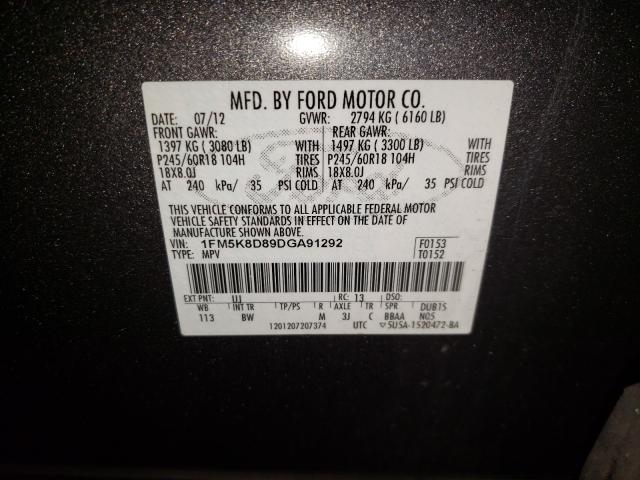 MFD. BY FORD MOTOR CO.
DATE: 07/12 GVWR: 2794 KG ( 6160 LB)
FRONT GAWR: REAR GAWR:
1397 KG ( 3080 LB) WITH 1497 KG ( 3300 LB) WITH
P245/60R18 104H TIRES P245/60R18 104H TIRES
18X8.0J RIMS 18X8.0J RIMS
AT 240 kPa/ 35 PSI COLD AT 240 kPa/ 35 PSI COLD
THIS VEHICLE CONFORMS TO ALL APPLICABLE FEDERAL MOTOR
VEHICLE SAFETY STANDARDS IN EFFECT ON THE DATE OF
MANUFACTURE SHOWN ABOVE.
VIN: 1FM5K8D89DGA91292 F0153
TYPE: MPV T0152
EXT PNT: UJ RC: 13 DSO:
WB INT TR TP/PS R AXLE TR SPR DUB15
113 BW M 3J C BBAA N05
1201207207374 UTC ▽5U5A-1520472-BA
Ford